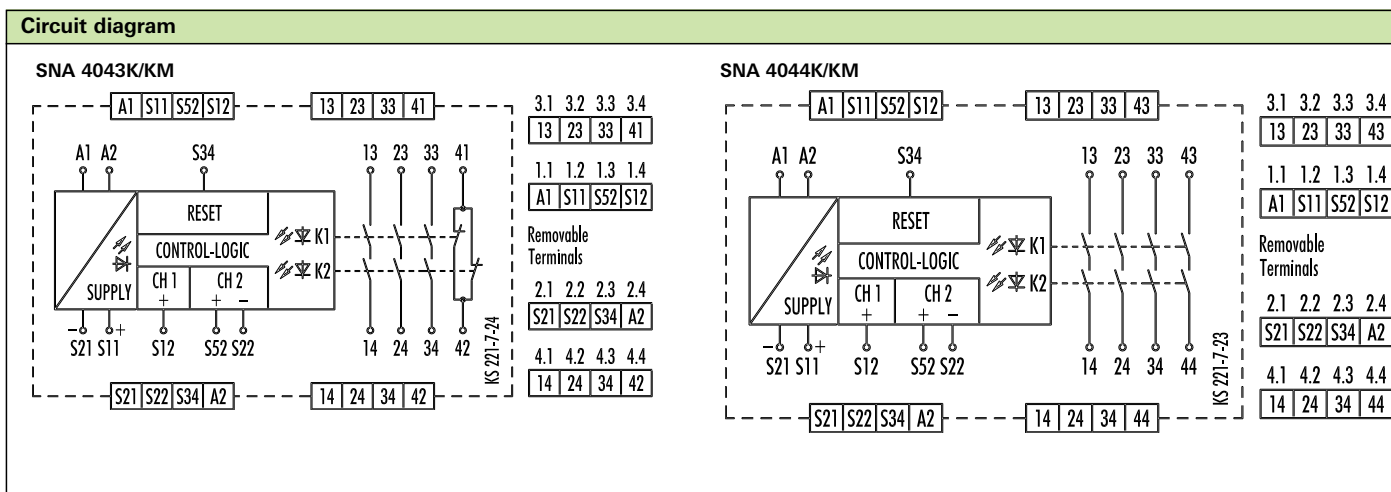 Circuit diagram
SNA 4043K/KM
A1 S11 S52 S12
13 23 33 41
A1 A2
S34
13 23 33 41
RESET
CONTROL-LOGIC
K1
K2
SUPPLY
CH 1
+
CH 2
+ –
– +
S21 S11
S12
S52 S22
14 24 34 42
KS 221-7-24
S21 S22 S34 A2
14 24 34 42
3.1 3.2 3.3 3.4
13 23 33 41
1.1 1.2 1.3 1.4
A1 S11 S52 S12
Removable
Terminals
2.1 2.2 2.3 2.4
S21 S22 S34 A2
4.1 4.2 4.3 4.4
14 24 34 42
SNA 4044K/KM
A1 S11 S52 S12
13 23 33 43
A1 A2
S34
13 23 33 43
RESET
CONTROL-LOGIC
K1
K2
SUPPLY
CH 1
+
CH 2
+ –
– +
S21 S11
S12
S52 S22
14 24 34 44
KS 221-7-23
S21 S22 S34 A2
14 24 34 44
3.1 3.2 3.3 3.4
13 23 33 43
1.1 1.2 1.3 1.4
A1 S11 S52 S12
Removable
Terminals
2.1 2.2 2.3 2.4
S21 S22 S34 A2
4.1 4.2 4.3 4.4
14 24 34 44